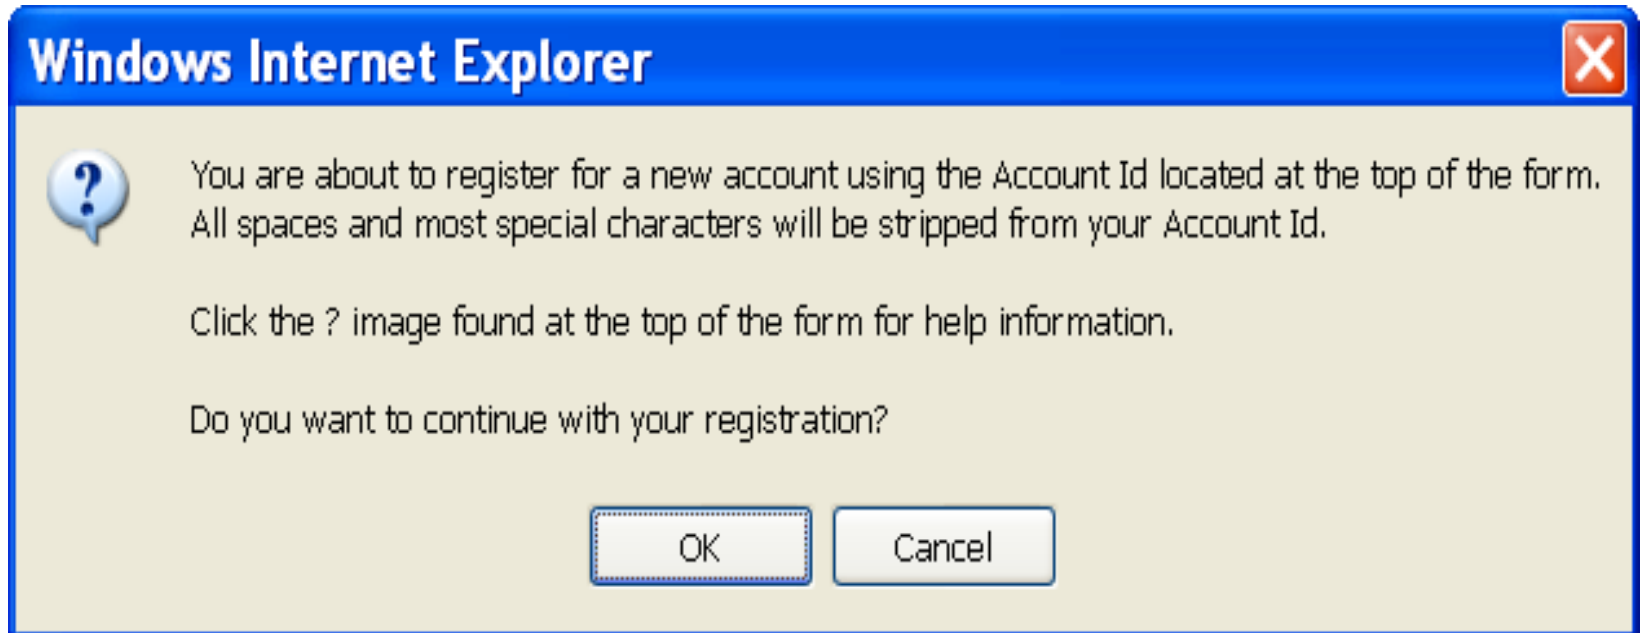 Windows Internet Explorer
You are about to register for a new account using the Account Id located at the top of the form.
All spaces and most special characters will be stripped from your Account Id.
Click the ? image found at the top of the form for help information.
Do you want to continue with your registration?
OK
Cancel